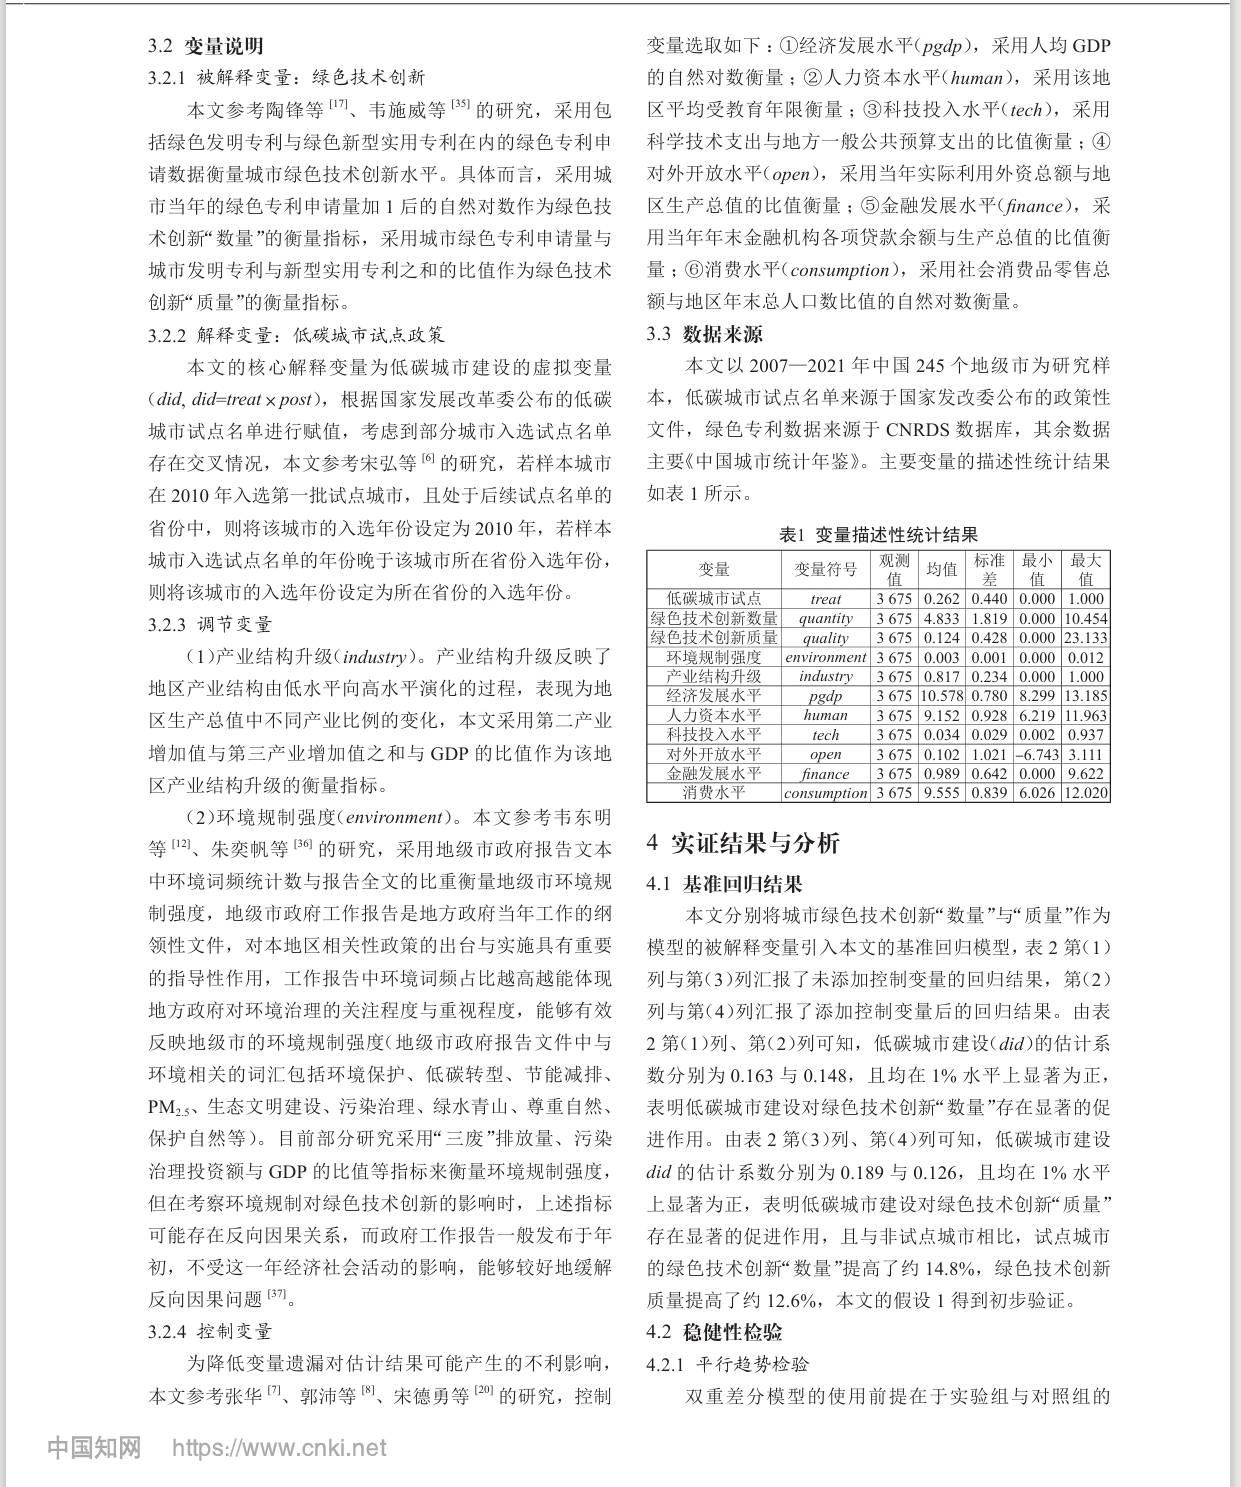 3.2 变量说明
3.2.1 被解释变量：绿色技术创新
本文参考陶锋等[17]、韦施威等[35]的研究，采用包
括绿色发明专利与绿色新型实用专利在内的绿色专利申
请数据衡量城市绿色技术创新水平。具体而言，采用城
市当年的绿色专利申请量加 1 后的自然对数作为绿色技
术创新“数量”的衡量指标，采用城市绿色专利申请量与
城市发明专利与新型实用专利之和的比值作为绿色技术
创新“质量”的衡量指标。
3.2.2 解释变量：低碳城市试点政策
本文的核心解释变量为低碳城市建设的虚拟变量
（did, did=treat × post），根据国家发展改革委公布的低碳
城市试点名单进行赋值，考虑到部分城市入选试点名单
存在交叉情况，本文参考宋弘等[6]的研究，若样本城市
在 2010 年入选第一批试点城市，且处于后续试点名单的
省份中，则将该城市的入选年份设定为 2010 年，若样本
城市入选试点名单的年份晚于该城市所在省份入选年份，
则将该城市的入选年份设定为所在省份的入选年份。
3.2.3 调节变量
（1）产业结构升级（industry）。产业结构升级反映了
地区产业结构由低水平向高水平演化的过程，表现为地
区生产总值中不同产业比例的变化，本文采用第二产业
增加值与第三产业增加值之和与 GDP 的比值作为该地
区产业结构升级的衡量指标。
（2）环境规制强度（environment）。本文参考韦东明
等[12]、朱奕帆等[36]的研究，采用地级市政府报告文本
中环境词频统计数与报告全文的比重衡量地级市环境规
制强度，地级市政府工作报告是地方政府当年工作的纲
领性文件，对本地区相关性政策的出台与实施具有重要
的指导性作用，工作报告中环境词频占比越高越能体现
地方政府对环境治理的关注程度与重视程度，能够有效
反映地级市的环境规制强度（地级市政府报告文件中与
环境相关的词汇包括环境保护、低碳转型、节能减排、
PM2.5、生态文明建设、污染治理、绿水青山、尊重自然、
保护自然等）。目前部分研究采用“三废”排放量、污染
治理投资额与 GDP 的比值等指标来衡量环境规制强度，
但在考察环境规制对绿色技术创新的影响时，上述指标
可能存在反向因果关系，而政府工作报告一般发布于年
初，不受这一年经济社会活动的影响，能够较好地缓解
反向因果问题[37]。
3.2.4 控制变量
为降低变量遗漏对估计结果可能产生的不利影响，
本文参考张华[7]、郭沛等[8]、宋德勇等[20]的研究，控制
变量选取如下：①经济发展水平（pgdp），采用人均 GDP
的自然对数衡量；②人力资本水平（human），采用该地
区平均受教育年限衡量；③科技投入水平（tech），采用
科学技术支出与地方一般公共预算支出的比值衡量；④
对外开放水平（open），采用当年实际利用外资总额与地
区生产总值的比值衡量；⑤金融发展水平（finance），采
用当年年末金融机构各项贷款余额与生产总值的比值衡
量；⑥消费水平（consumption），采用社会消费品零售总
额与地区年末总人口数比值的自然对数衡量。
3.3 数据来源
本文以 2007—2021 年中国 245 个地级市为研究样
本，低碳城市试点名单来源于国家发改委公布的政策性
文件，绿色专利数据来源于 CNRDS 数据库，其余数据
主要《中国城市统计年鉴》。主要变量的描述性统计结果
如表 1 所示。
表1 变量描述性统计结果
变量 变量符号 观测值 均值 标准差 最小值 最大值
低碳城市试点 treat 3 675 0.262 0.440 0.000 1.000
绿色技术创新数量 quantity 3 675 4.833 1.819 0.000 10.454
绿色技术创新质量 quality 3 675 0.124 0.428 0.000 23.133
环境规制强度 environment 3 675 0.003 0.001 0.000 0.012
产业结构升级 industry 3 675 0.817 0.234 0.000 1.000
经济发展水平 pgdp 3 675 10.578 0.780 8.299 13.185
人力资本水平 human 3 675 9.152 0.928 6.219 11.963
科技投入水平 tech 3 675 0.034 0.029 0.002 0.937
对外开放水平 open 3 675 0.102 1.021 −6.743 3.111
金融发展水平 finance 3 675 0.989 0.642 0.000 9.622
消费水平 consumption 3 675 9.555 0.839 6.026 12.020
4 实证结果与分析
4.1 基准回归结果
本文分别将城市绿色技术创新“数量”与“质量”作为
模型的被解释变量引入本文的基准回归模型，表 2 第（1）
列与第（3）列汇报了未添加控制变量的回归结果，第（2）
列与第（4）列汇报了添加控制变量后的回归结果。由表
2 第（1）列、第（2）列可知，低碳城市建设（did）的估计系
数分别为 0.163 与 0.148，且均在 1% 水平上显著为正，
表明低碳城市建设对绿色技术创新“数量”存在显著的促
进作用。由表 2 第（3）列、第（4）列可知，低碳城市建设
did 的估计系数分别为 0.189 与 0.126，且均在 1% 水平
上显著为正，表明低碳城市建设对绿色技术创新“质量”
存在显著的促进作用，且与非试点城市相比，试点城市
的绿色技术创新“数量”提高了约 14.8%，绿色技术创新
质量提高了约 12.6%，本文的假设 1 得到初步验证。
4.2 稳健性检验
4.2.1 平行趋势检验
双重差分模型的使用前提在于实验组与对照组的
中国知网 https://www.cnki.net